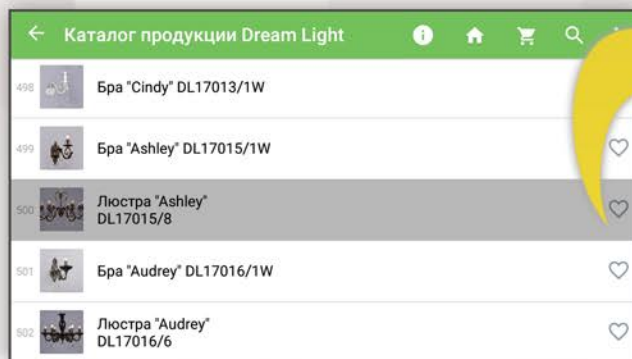 Каталог продукции Dream Light
498
Бра "Cindy" DL17013/1W
499
Бра "Ashley" DL17015/1W
500
Люстра "Ashley"
DL17015/8
501
Бра "Audrey" DL17016/1W
502
Люстра "Audrey"
DL17016/6